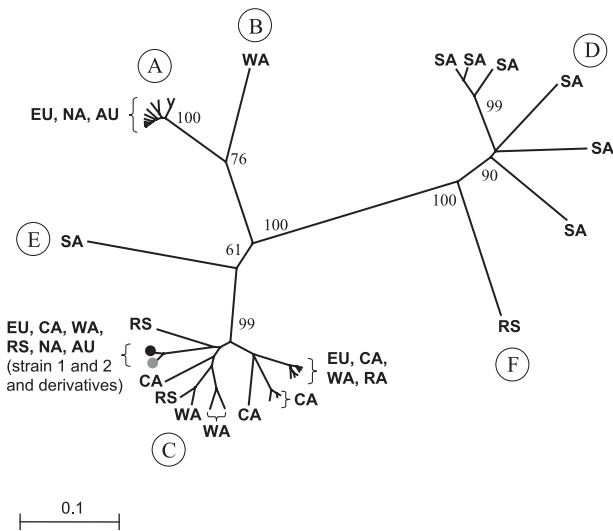 B
WA
A
EU, NA, AU
100
76
SA SA
SA
D
SA
99
SA
90
SA
100
100
E
SA
61
99
RS
F
EU, CA, WA,
RS, NA, AU
(strain 1 and 2
and derivatives)
RS
CA
RS
WA
WA
CA
CA
EU, CA,
WA, RA
C
0.1